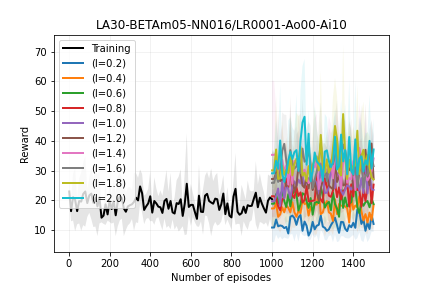 LA30-BETAm05-NN016/LR0001-Ao00-Ai10
Reward
70
60
50
40
30
20
10
Training
(l=0.2)
(l=0.4)
(l=0.6)
(l=0.8)
(l=1.0)
(l=1.2)
(l=1.4)
(l=1.6)
(l=1.8)
(l=2.0)
0 200 400 600 800 1000 1200 1400
Number of episodes